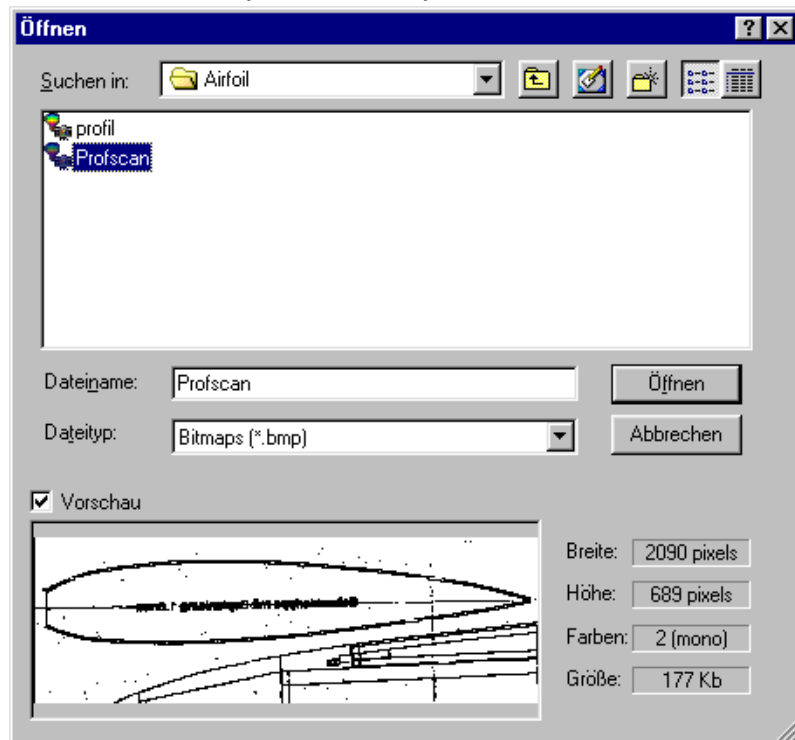 Öffnen
Suchen in: Airfoil
profil
Profscan
Dateiname: Profscan Öffnen
Dateityp: Bitmaps (*.bmp) Abbrechen
Vorschau
Breite: 2090 pixels
Höhe: 689 pixels
Farben: 2 (mono)
Größe: 177 Kb